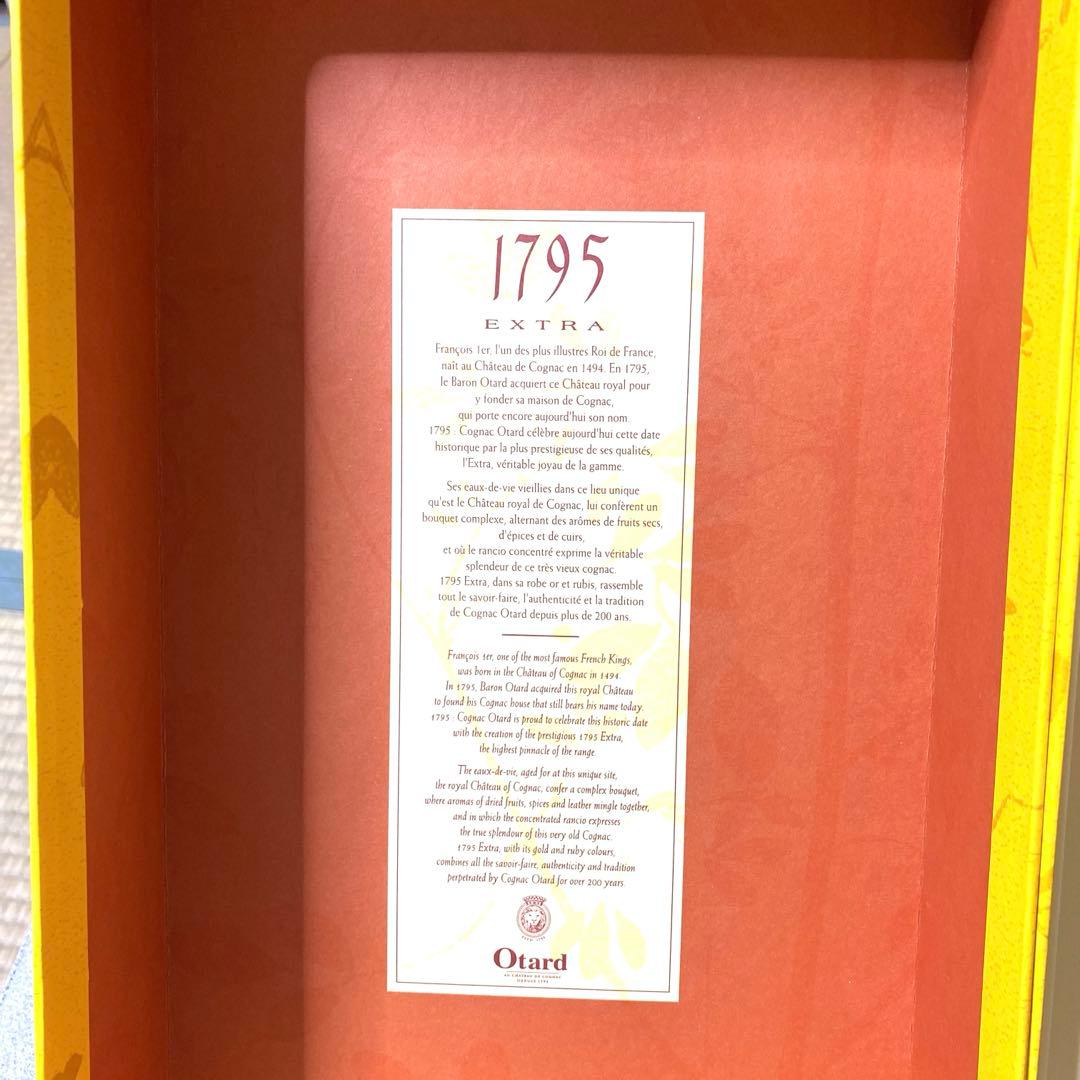 1795
EXTRA
François 1er, l'un des plus illustres Roi de France,
naît au Château de Cognac en 1494. En 1795,
le Baron Otard acquiert ce Château royal pour
y fonder sa maison de Cognac,
qui porte encore aujourd'hui son nom.
1795 : Cognac Otard célèbre aujourd'hui cette date
historique par la plus prestigieuse de ses qualités,
l'Extra, véritable joyau de la gamme.
Ses eaux-de-vie vieillies dans ce lieu unique
qu'est le Château royal de Cognac, lui confèrent un
bouquet complexe, alternant des arômes de fruits secs,
d'épices et de cuirs,
et où le rancio concentré exprime la véritable
splendeur de ce très vieux cognac.
1795 Extra, dans sa robe or et rubis, rassemble
tout le savoir-faire, l'authenticité et la tradition
de Cognac Otard depuis plus de 200 ans.
François 1er, one of the most famous French Kings,
was born in the Château of Cognac in 1494.
In 1795, Baron Otard acquired this royal Château
to found his Cognac house that still bears his name today.
1795 : Cognac Otard is proud to celebrate this historic date
with the creation of the prestigious 1795 Extra,
the highest pinnacle of the range.
The eaux-de-vie, aged for at this unique site,
the royal Château of Cognac, confer a complex bouquet,
where aromas of dried fruits, spices and leather mingle together,
and in which the concentrated rancio expresses
the true splendour of this very old Cognac.
1795 Extra, with its gold and ruby colours,
combines all the savoir-faire, authenticity and tradition
perpetrated by Cognac Otard for over 200 years.
Otard
AU CHÂTEAU DE COGNAC
DEPUIS 1795